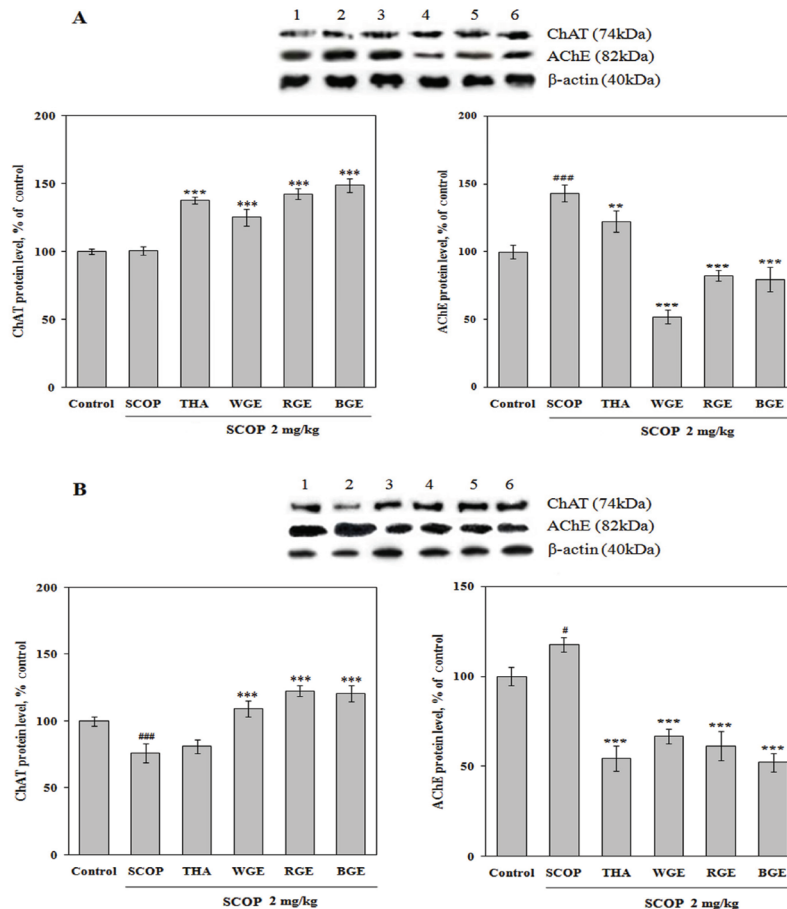 A
1 2 3 4 5 6
ChAT (74kDa)
AChE (82kDa)
β-actin (40kDa)
ChAT protein level, % of control
200
150
100
50
0
***
***
***
***
Control SCOP THA WGE RGE BGE
SCOP 2 mg/kg
AChE protein level, % of control
200
150
100
50
0
###
**
***
***
***
Control SCOP THA WGE RGE BGE
SCOP 2 mg/kg
B
1 2 3 4 5 6
ChAT (74kDa)
AChE (82kDa)
β-actin (40kDa)
ChAT protein level, % of control
200
150
100
50
0
###
***
***
***
Control SCOP THA WGE RGE BGE
SCOP 2 mg/kg
AChE protein level, % of control
150
100
50
0
#
***
***
***
***
Control SCOP THA WGE RGE BGE
SCOP 2 mg/kg